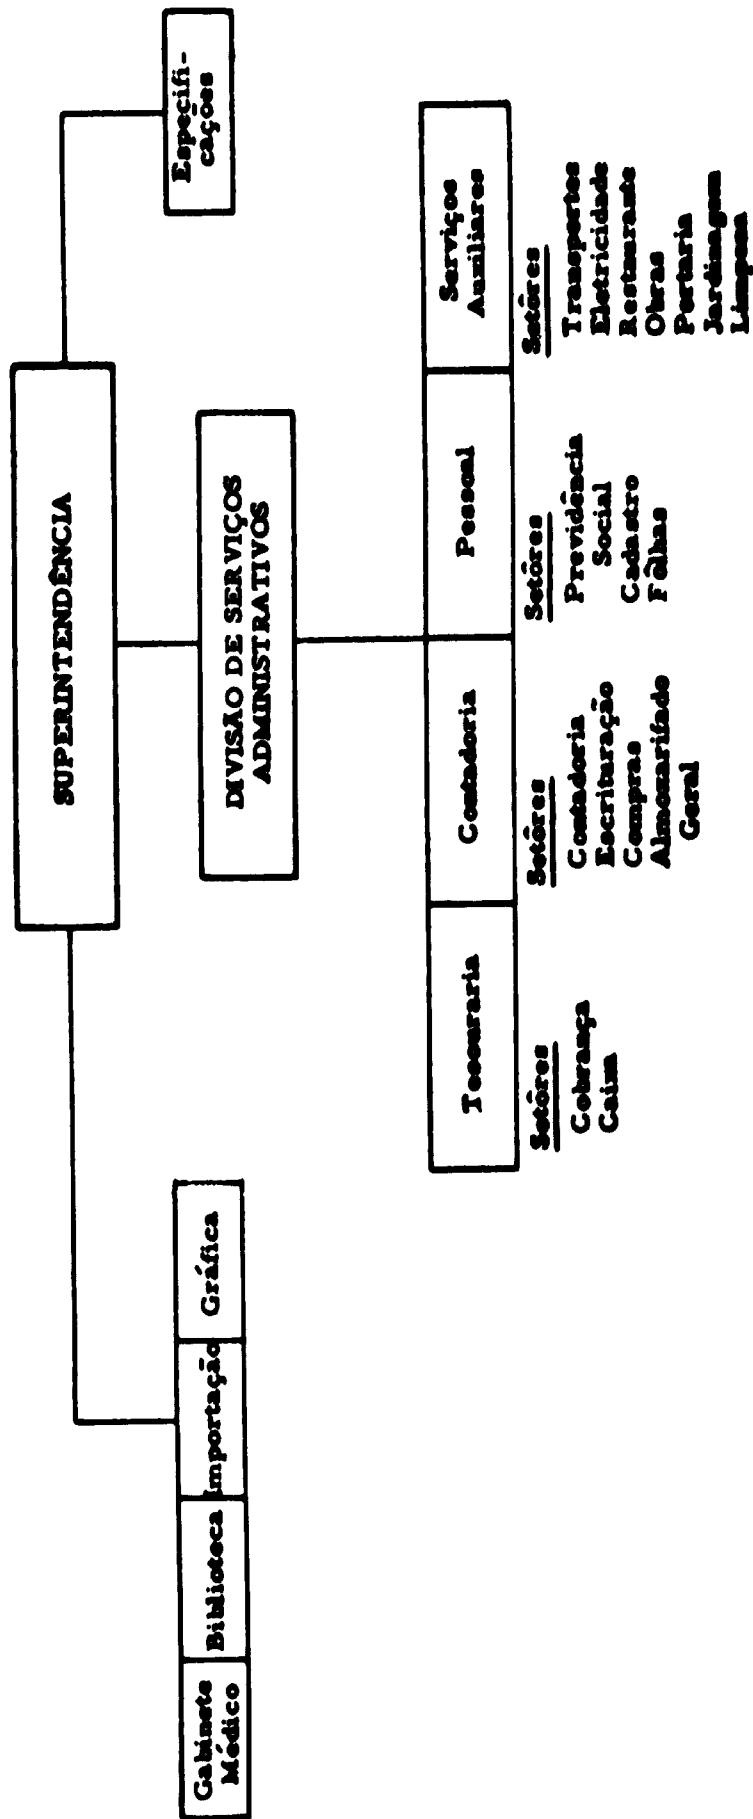 SUPERINTENDÊNCIA
Especifi-
cações
Gabinete
Médico
Biblioteca
Importação
Gráfica
DIVISÃO DE SERVIÇOS
ADMINISTRATIVOS
Tesouraria
Setôres
Cobrança
Caixa
Contadoria
Setôres
Contadoria
Escrituração
Compras
Almoxarifado
Geral
Pessoal
Setôres
Previdência
Social
Cadastro
Fôlhas
Serviços
Auxiliares
Setôres
Transportes
Eletricidade
Restaurante
Obras
Portaria
Jardinagem
Limpeza